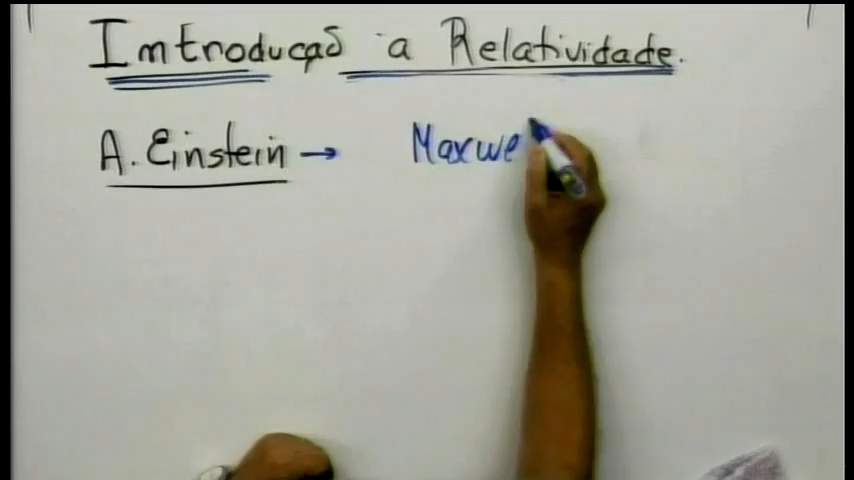 Introdução a Relatividade.
A. Einstein → Maxwe